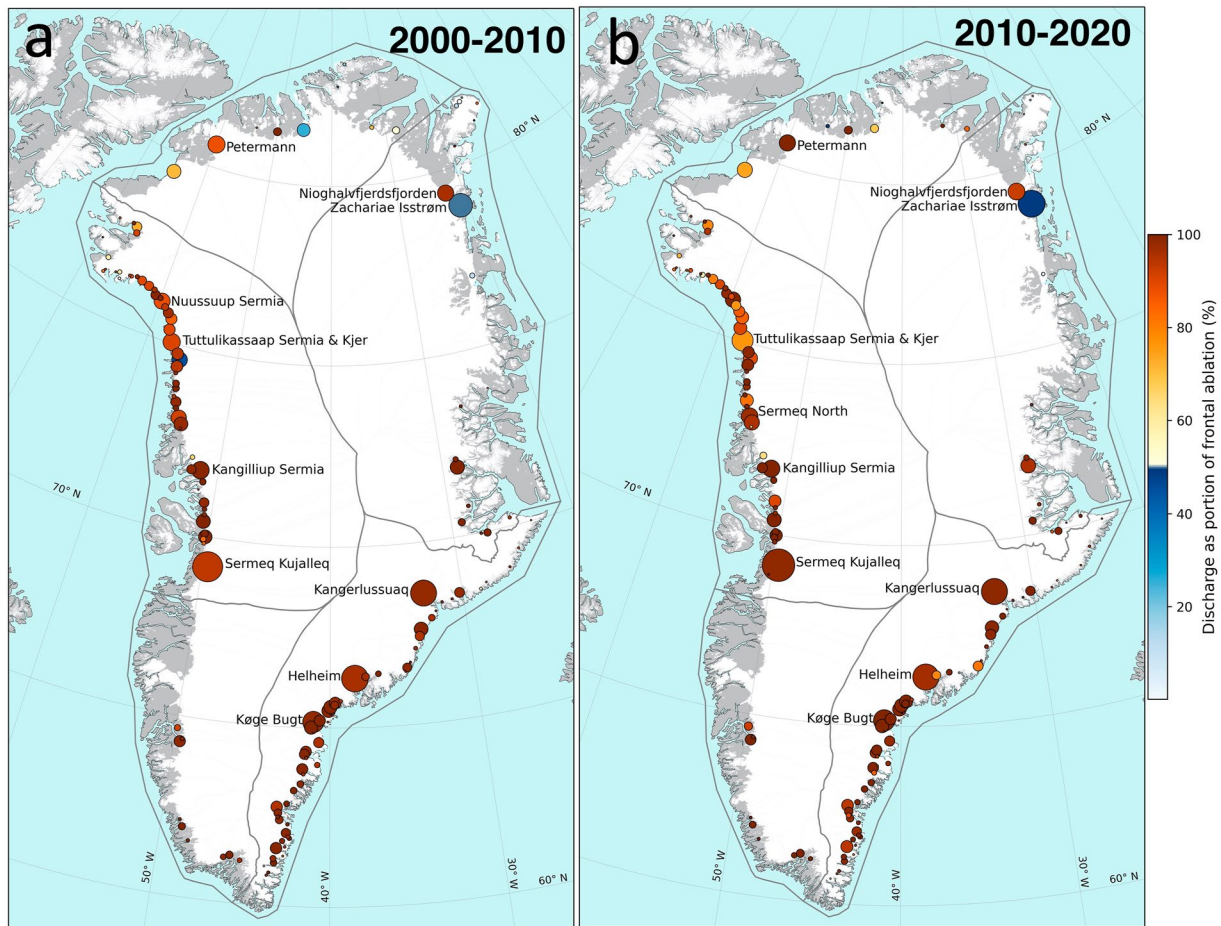 a
2000-2010
80° N
Petermann
Nioghalvfjerdsfjorden
Zachariae Isstrøm
Nuussuup Sermia
Tuttulikassaap Sermia & Kjer
Kangilliup Sermia
70° N
Sermeq Kujalleq
Kangerlussuaq
Helheim
Køge Bugt
50° W
40° W
30° W
60° N
b
2010-2020
80° N
Petermann
Nioghalvfjerdsfjorden
Zachariae Isstrøm
Tuttulikassaap Sermia & Kjer
Sermeq North
Kangilliup Sermia
70° N
Sermeq Kujalleq
Kangerlussuaq
Helheim
Køge Bugt
50° W
40° W
30° W
60° N
100
80
60
40
20
Discharge as portion of frontal ablation (%)